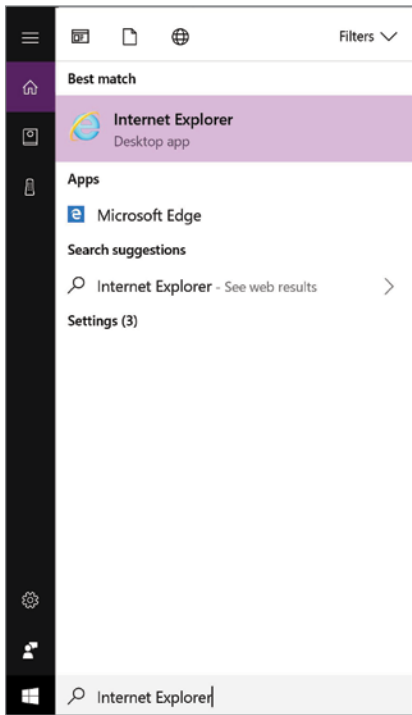 Filters
Best match
Internet Explorer
Desktop app
Apps
Microsoft Edge
Search suggestions
Internet Explorer - See web results
Settings (3)
Internet Explorer